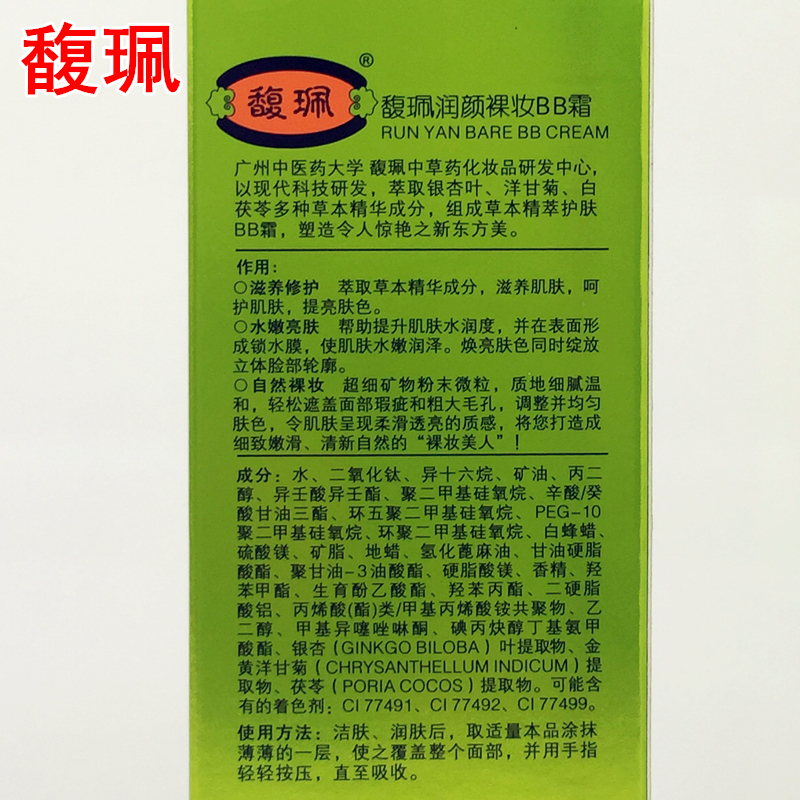 馥珮
馥珮
®
馥珮润颜裸妆BB霜
RUN YAN BARE BB CREAM
广州中医药大学 馥珮中草药化妆品研发中心，
以现代科技研发，萃取银杏叶、洋甘菊、白
茯苓多种草本精华成分，组成草本精萃护肤
BB霜，塑造令人惊艳之新东方美。
作用：
○滋养修护 萃取草本精华成分，滋养肌肤，呵
护肌肤，提亮肤色。
○水嫩亮肤 帮助提升肌肤水润度，并在表面形
成锁水膜，使肌肤水嫩润泽。焕亮肤色同时绽放
立体脸部轮廓。
○自然裸妆 超细矿物粉末微粒，质地细腻温
和，轻松遮盖面部瑕疵和粗大毛孔，调整并均匀
肤色，令肌肤呈现柔滑透亮的质感，将您打造成
细致嫩滑、清新自然的“裸妆美人”！
成分：水、二氧化钛、异十六烷、矿油、丙二
醇、异壬酸异壬酯、聚二甲基硅氧烷、辛酸/癸
酸甘油三酯、环五聚二甲基硅氧烷、PEG-10
聚二甲基硅氧烷、环聚二甲基硅氧烷、白蜂蜡、
硫酸镁、矿脂、地蜡、氢化蓖麻油、甘油硬脂
酸酯、聚甘油-3油酸酯、硬脂酸镁、香精、羟
苯甲酯、生育酚乙酸酯、羟苯丙酯、二硬脂
酸铝、丙烯酸(酯)类/甲基丙烯酸铵共聚物、乙
二醇、甲基异噻唑啉酮、碘丙炔醇丁基氨甲
酸酯、银杏(GINKGO BILOBA)叶提取物、金
黄洋甘菊(CHRYSANTHELLUM INDICUM)提
取物、茯苓(PORIA COCOS)提取物。可能含
有的着色剂：CI 77491、CI 77492、CI 77499。
使用方法：洁肤、润肤后，取适量本品涂抹
薄薄的一层，使之覆盖整个面部，并用手指
轻轻按压，直至吸收。